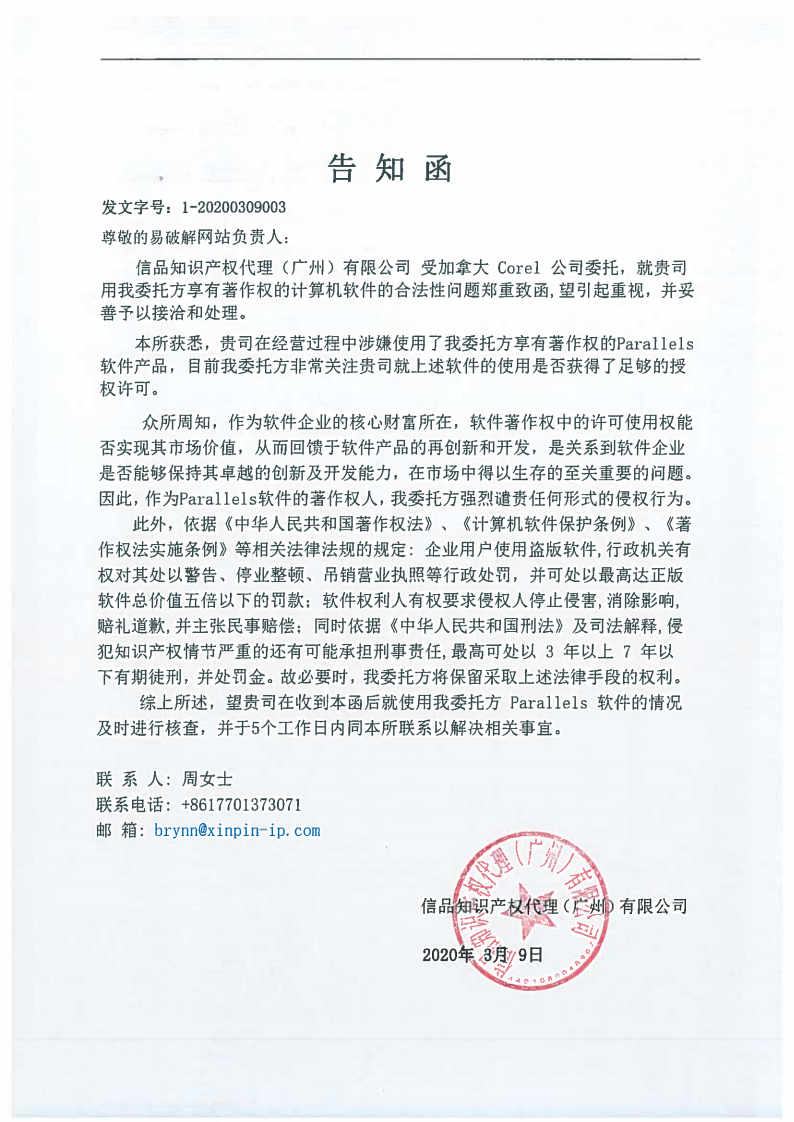 告 知 函
发文字号：1-20200309003
尊敬的易破解网站负责人：
信品知识产权代理（广州）有限公司 受加拿大 Corel 公司委托，就贵司
用我委托方享有著作权的计算机软件的合法性问题郑重致函,望引起重视，并妥
善予以接洽和处理。
本所获悉，贵司在经营过程中涉嫌使用了我委托方享有著作权的Parallels
软件产品，目前我委托方非常关注贵司就上述软件的使用是否获得了足够的授
权许可。
众所周知，作为软件企业的核心财富所在，软件著作权中的许可使用权能
否实现其市场价值，从而回馈于软件产品的再创新和开发，是关系到软件企业
是否能够保持其卓越的创新及开发能力，在市场中得以生存的至关重要的问题。
因此,作为Parallels软件的著作权人，我委托方强烈谴责任何形式的侵权行为。
此外，依据《中华人民共和国著作权法》、《计算机软件保护条例》、《著
作权法实施条例》等相关法律法规的规定：企业用户使用盗版软件,行政机关有
权对其处以警告、停业整顿、吊销营业执照等行政处罚，并可处以最高达正版
软件总价值五倍以下的罚款；软件权利人有权要求侵权人停止侵害,消除影响,
赔礼道歉,并主张民事赔偿；同时依据《中华人民共和国刑法》及司法解释,侵
犯知识产权情节严重的还有可能承担刑事责任,最高可处以 3 年以上 7 年以
下有期徒刑，并处罚金。故必要时，我委托方将保留采取上述法律手段的权利。
综上所述，望贵司在收到本函后就使用我委托方 Parallels 软件的情况
及时进行核查，并于5个工作日内同本所联系以解决相关事宜。
联 系 人：周女士
联系电话：+8617701373071
邮 箱：brynn@xinpin-ip.com
信品知识产权代理（广州）有限公司
2020年 3月 9日
信品知识产权代理（广州）有限公司